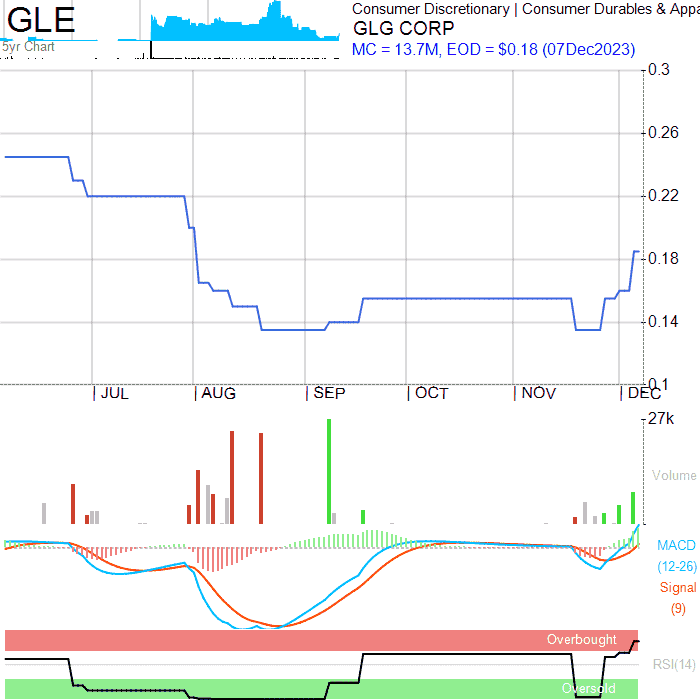 GLE
5yr Chart
Consumer Discretionary | Consumer Durables & Appa
GLG CORP
MC = 13.7M, EOD = $0.18 (07Dec2023)
0.3
0.26
0.22
0.18
0.14
0.1
JUL
AUG
SEP
OCT
NOV
DEC
27k
Volume
MACD
(12-26)
Signal
(9)
Overbought
RSI(14)
Oversold